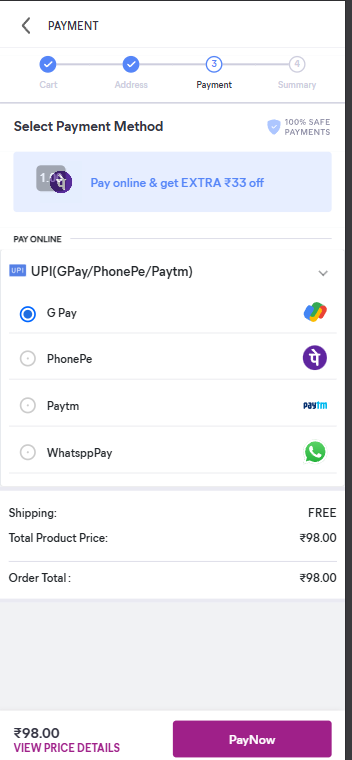 PAYMENT
3
4
Cart
Address
Payment
Summary
Select Payment Method
100% SAFE
PAYMENTS
पे
Pay online & get EXTRA ₹33 off
PAY ONLINE
UPI
UPI(GPay/PhonePe/Paytm)
G Pay
PhonePe
पे
Paytm
paytm
WhatsppPay
Shipping:
FREE
Total Product Price:
₹98.00
Order Total :
₹98.00
₹98.00
VIEW PRICE DETAILS
PayNow